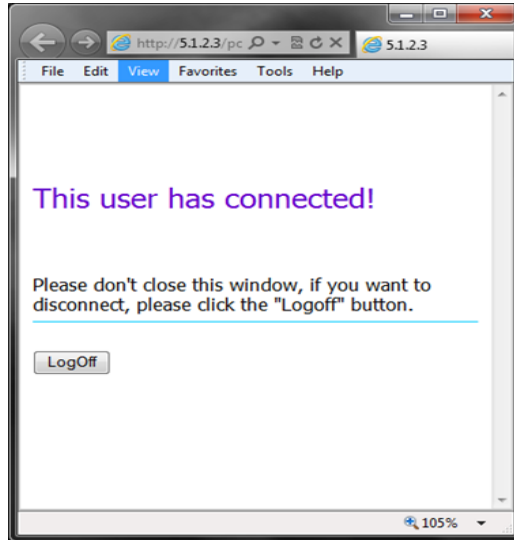 http://5.1.2.3/pc
5.1.2.3
File Edit View Favorites Tools Help
This user has connected!
Please don't close this window, if you want to
disconnect, please click the "Logoff" button.
LogOff
105%